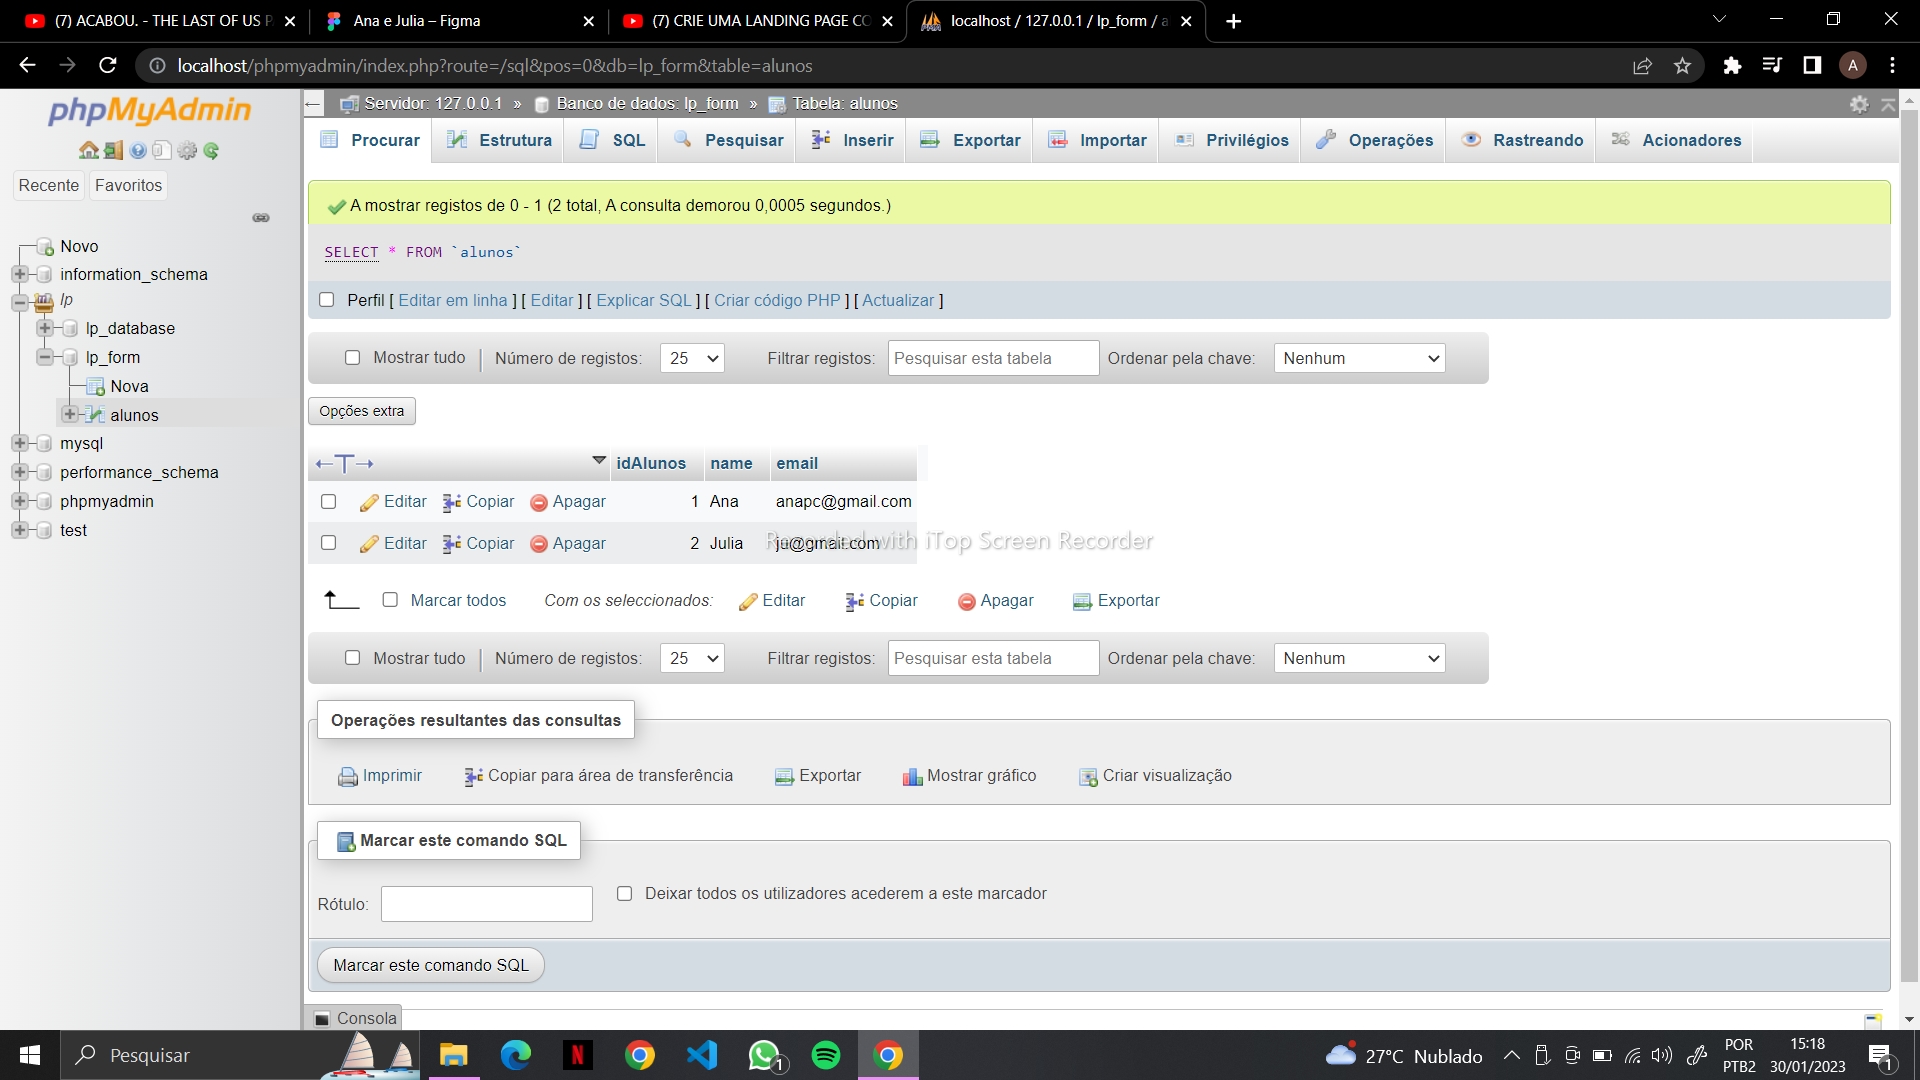 (7) ACABOU. - THE LAST OF US P
Ana e Julia – Figma
(7) CRIE UMA LANDING PAGE CO
localhost / 127.0.0.1 / lp_form / a
localhost/phpmyadmin/index.php?route=/sql&pos=0&db=lp_form&table=alunos
A
phpMyAdmin
Recente Favoritos
Novo
information_schema
lp
lp_database
lp_form
Nova
alunos
mysql
performance_schema
phpmyadmin
test
Servidor: 127.0.0.1 » Banco de dados: lp_form » Tabela: alunos
Procurar Estrutura SQL Pesquisar Inserir Exportar Importar Privilégios Operações Rastreando Acionadores
A mostrar registos de 0 - 1 (2 total, A consulta demorou 0,0005 segundos.)
SELECT * FROM `alunos`
Perfil [ Editar em linha ] [ Editar ] [ Explicar SQL ] [ Criar código PHP ] [ Actualizar ]
Mostrar tudo Número de registos: 25 Filtrar registos: Pesquisar esta tabela Ordenar pela chave: Nenhum
Opções extra
←T→ idAlunos name email
Editar Copiar Apagar 1 Ana anapc@gmail.com
Editar Copiar Apagar 2 Julia ju@gmail.com
Recorded with iTop Screen Recorder
Marcar todos Com os seleccionados: Editar Copiar Apagar Exportar
Mostrar tudo Número de registos: 25 Filtrar registos: Pesquisar esta tabela Ordenar pela chave: Nenhum
Operações resultantes das consultas
Imprimir Copiar para área de transferência Exportar Mostrar gráfico Criar visualização
Marcar este comando SQL
Rótulo: Deixar todos os utilizadores acederem a este marcador
Marcar este comando SQL
Consola
Pesquisar
N
1
27°C Nublado
POR
PTB2
15:18
30/01/2023
1